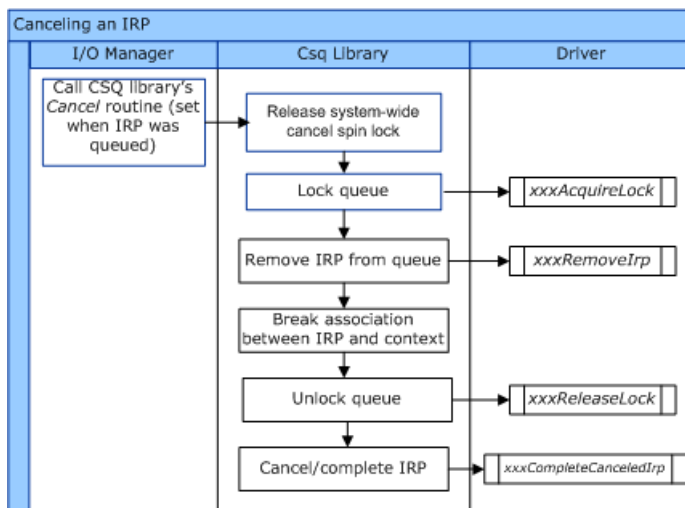 Canceling an IRP
I/O Manager
Csq Library
Driver
Call CSQ library's
Cancel routine (set
when IRP was
queued)
Release system-wide
cancel spin lock
Lock queue
xxxAcquireLock
Remove IRP from queue
xxxRemoveIrp
Break association
between IRP and context
Unlock queue
xxxReleaseLock
Cancel/complete IRP
xxxCompleteCanceledIrp